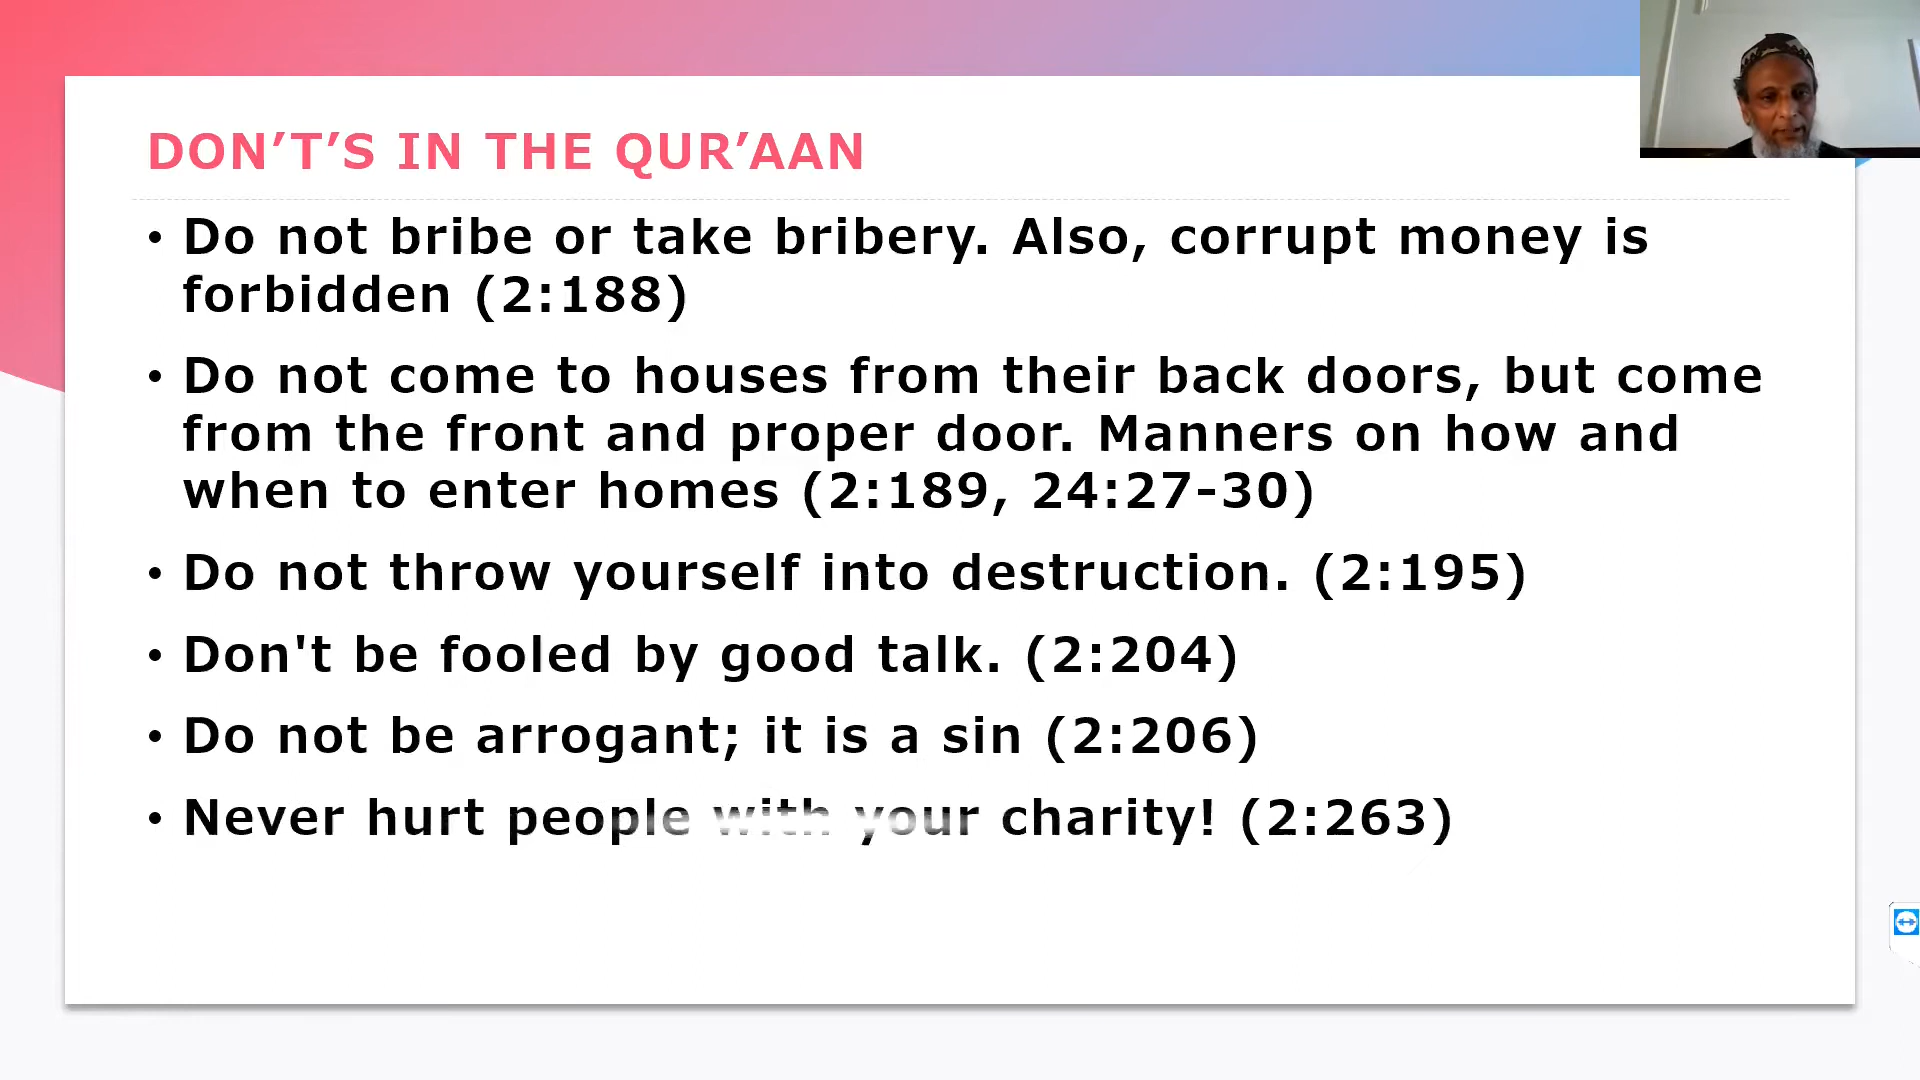 DON’T’S IN THE QUR’AAN
• Do not bribe or take bribery. Also, corrupt money is
forbidden (2:188)
• Do not come to houses from their back doors, but come
from the front and proper door. Manners on how and
when to enter homes (2:189, 24:27-30)
• Do not throw yourself into destruction. (2:195)
• Don't be fooled by good talk. (2:204)
• Do not be arrogant; it is a sin (2:206)
• Never hurt people with your charity! (2:263)